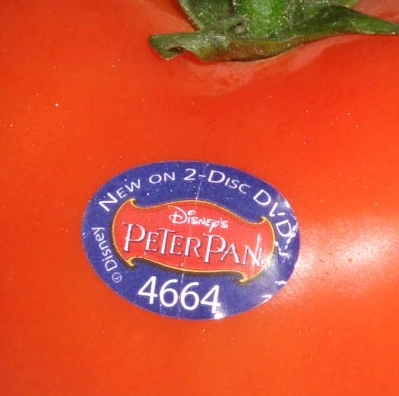 NEW ON 2-DISC DVD!
DISNEY'S
PETER PAN
4664
© Disney